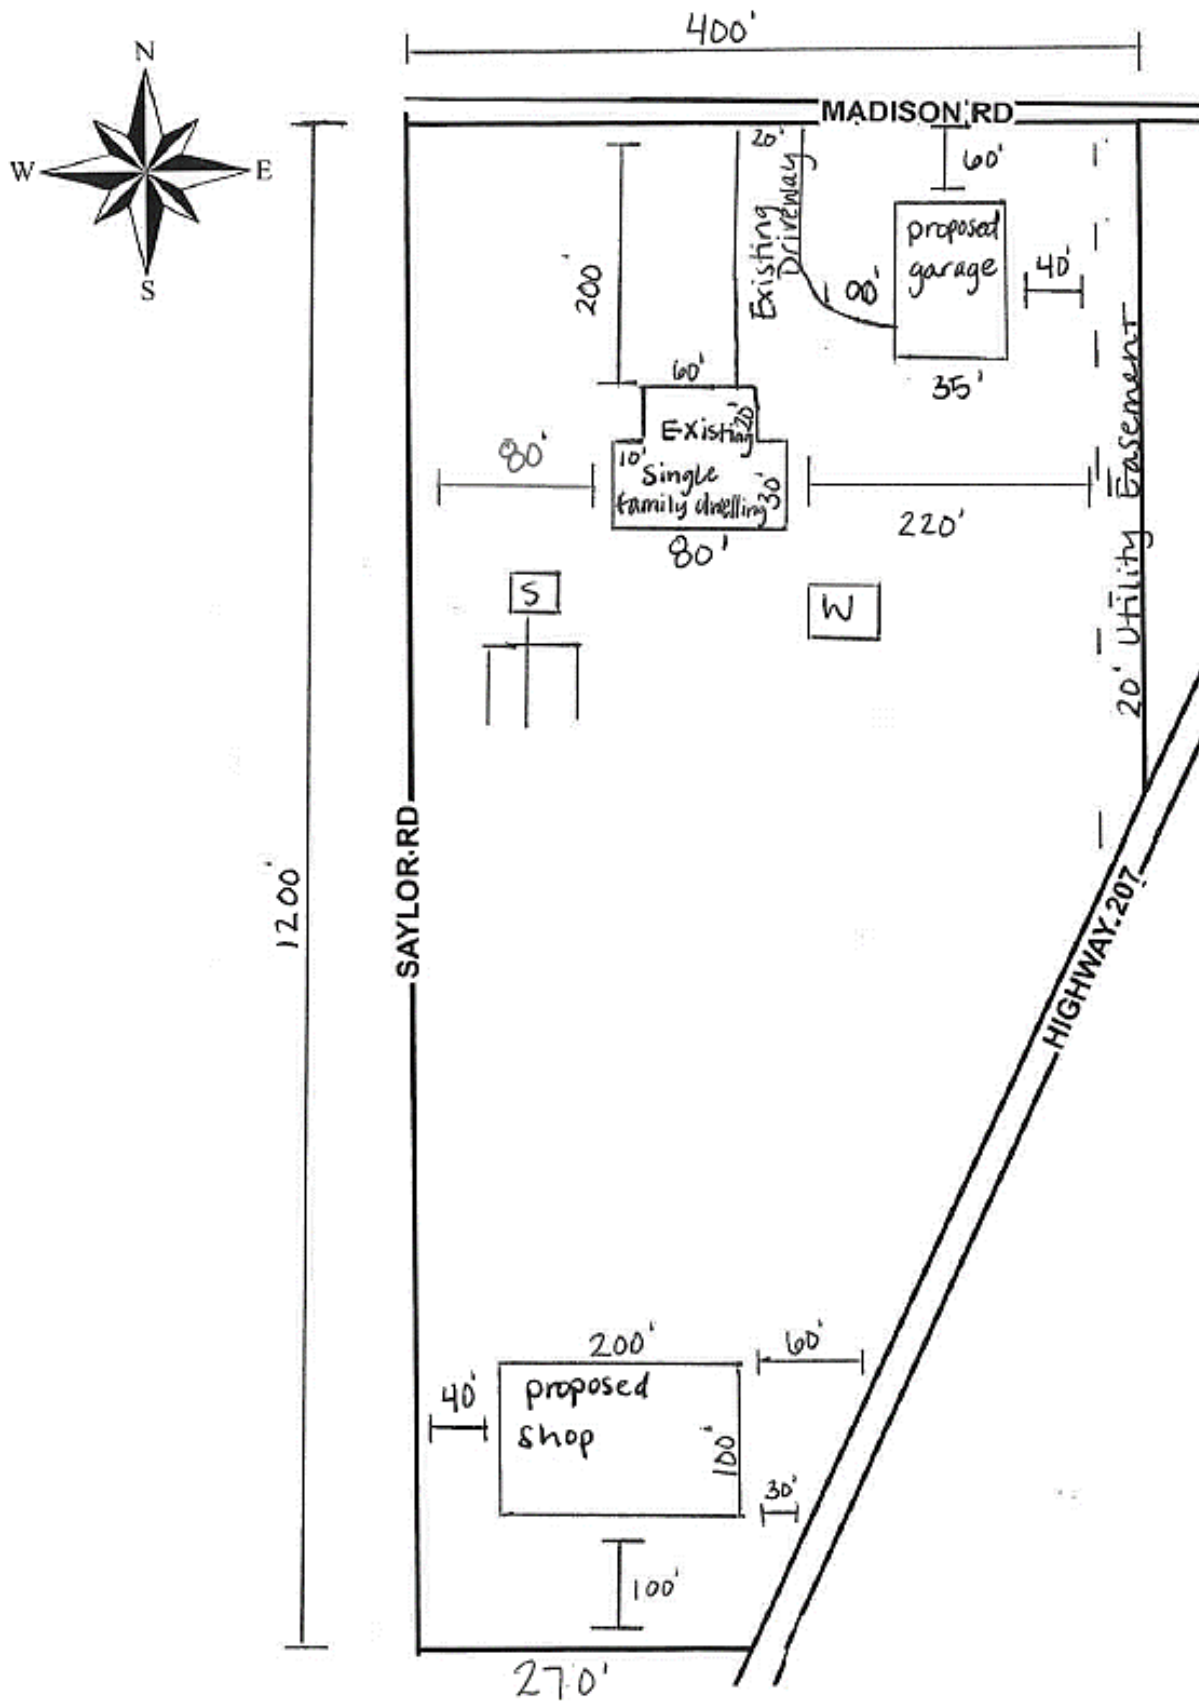 400'
N
W
E
S
MADISON RD
20'
60'
Existing
Driveway
proposed
garage
40'
200'
100'
35'
60'
Existing
20'
10'
Single
family dwelling
30'
80'
80'
220'
20' Utility Easement
S
W
1200'
SAYLOR RD
HIGHWAY 207
200'
60'
proposed
shop
40'
100'
30'
100'
270'